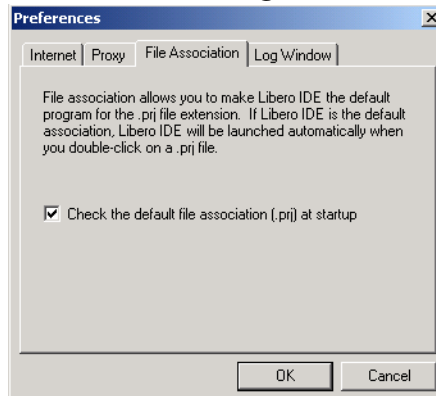 Preferences
Internet Proxy File Association Log Window
File association allows you to make Libero IDE the default
program for the .prj file extension. If Libero IDE is the default
association, Libero IDE will be launched automatically when
you double-click on a .prj file.
Check the default file association (.prj) at startup
OK Cancel